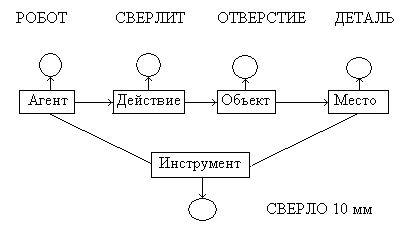 РОБОТ СВЕРЛИТ ОТВЕРСТИЕ ДЕТАЛЬ
Агент Действие Объект Место
Инструмент
СВЕРЛО 10 мм